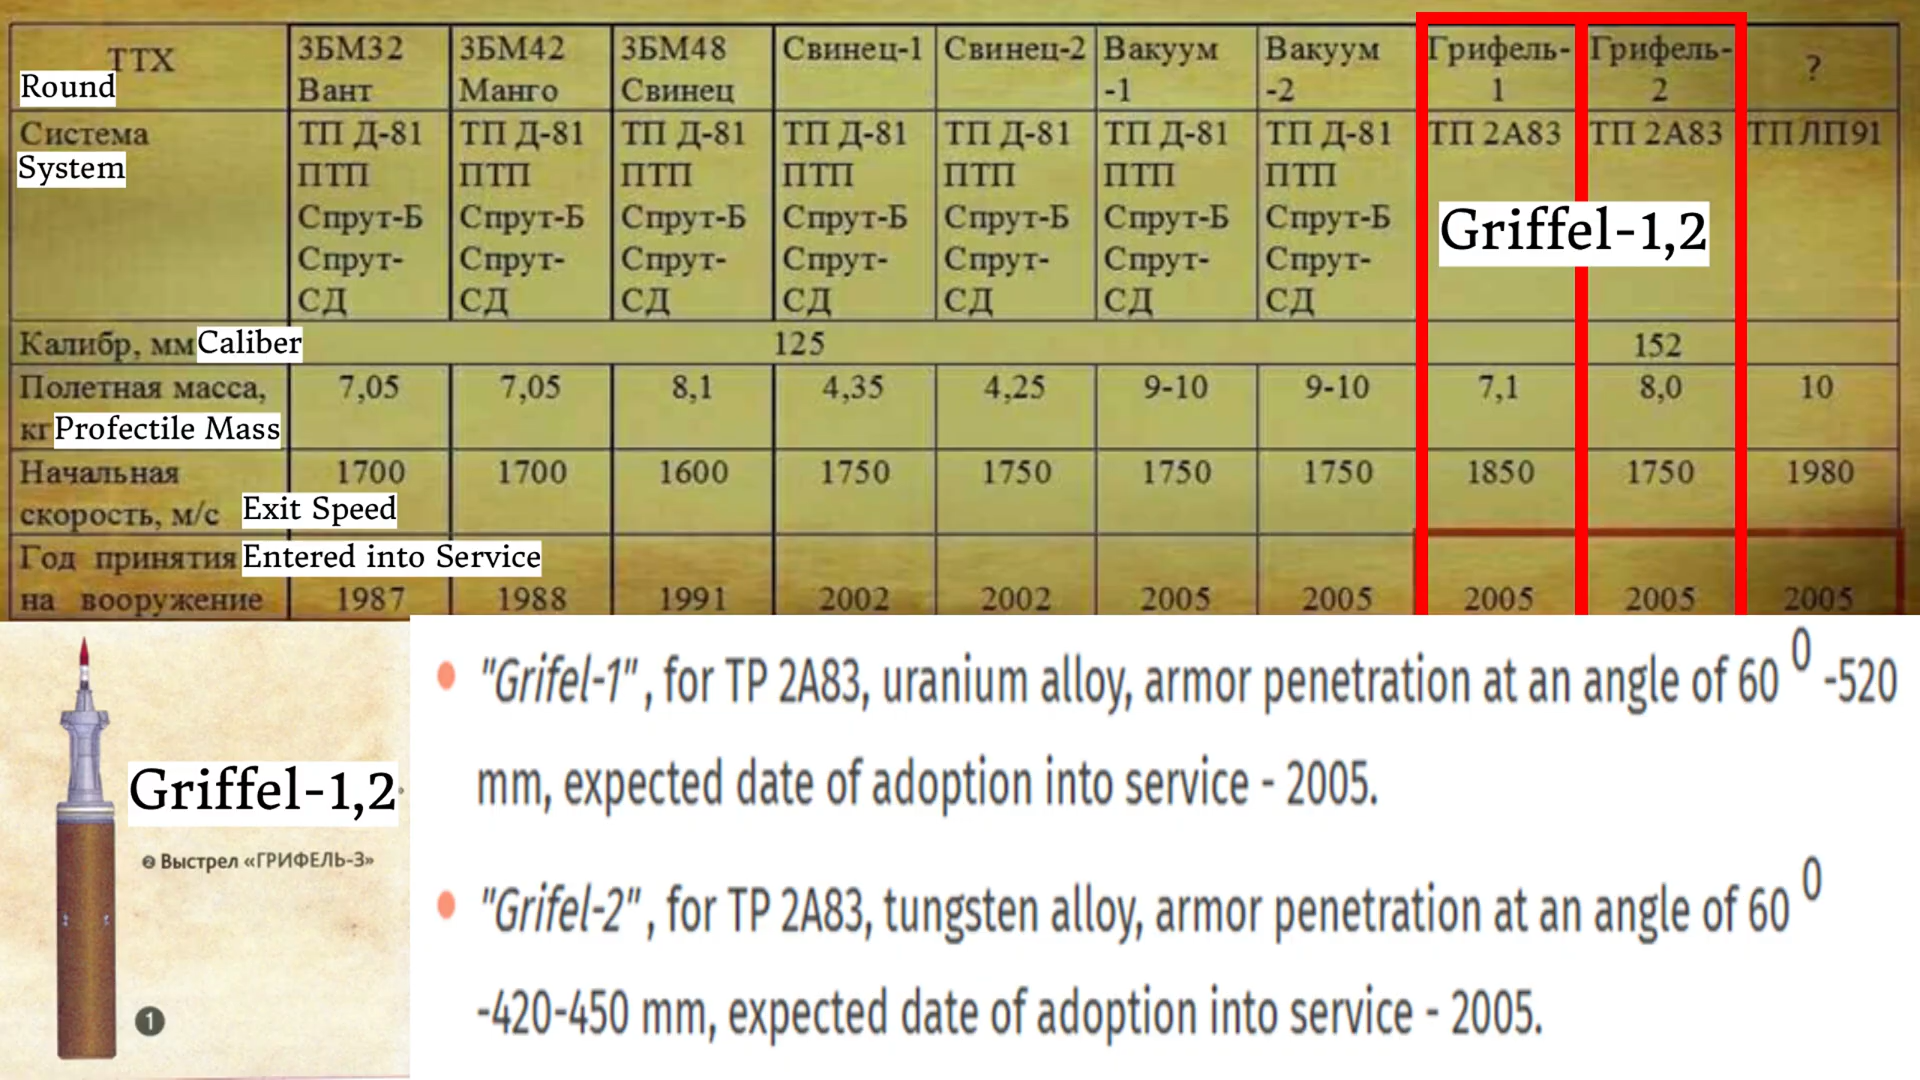 ТТХ
Round
3БМ32 Вант
3БМ42 Манго
3БМ48 Свинец
Свинец-1
Свинец-2
Вакуум -1
Вакуум -2
Грифель-1
Грифель-2
?
Система
System
ТП Д-81 ПТП Спрут-Б Спрут-СД
ТП Д-81 ПТП Спрут-Б Спрут-СД
ТП Д-81 ПТП Спрут-Б Спрут-СД
ТП Д-81 ПТП Спрут-Б Спрут-СД
ТП Д-81 ПТП Спрут-Б Спрут-СД
ТП Д-81 ПТП Спрут-Б Спрут-СД
ТП Д-81 ПТП Спрут-Б Спрут-СД
ТП 2А83
ТП 2А83
ТП ЛП91
Griffel-1,2
Калибр, мм Caliber 125 152
Полетная масса,
кг Profectile Mass
7,05 7,05 8,1 4,35 4,25 9-10 9-10 7,1 8,0 10
Начальная
скорость, м/с Exit Speed
1700 1700 1600 1750 1750 1750 1750 1850 1750 1980
Год принятия Entered into Service
на вооружение 1987 1988 1991 2002 2002 2005 2005 2005 2005 2005
Griffel-1,2
2 Выстрел «ГРИФЕЛЬ-3»
1
• "Grifel-1", for TP 2A83, uranium alloy, armor penetration at an angle of 60 0 -520
mm, expected date of adoption into service - 2005.
• "Grifel-2", for TP 2A83, tungsten alloy, armor penetration at an angle of 60 0
-420-450 mm, expected date of adoption into service - 2005.